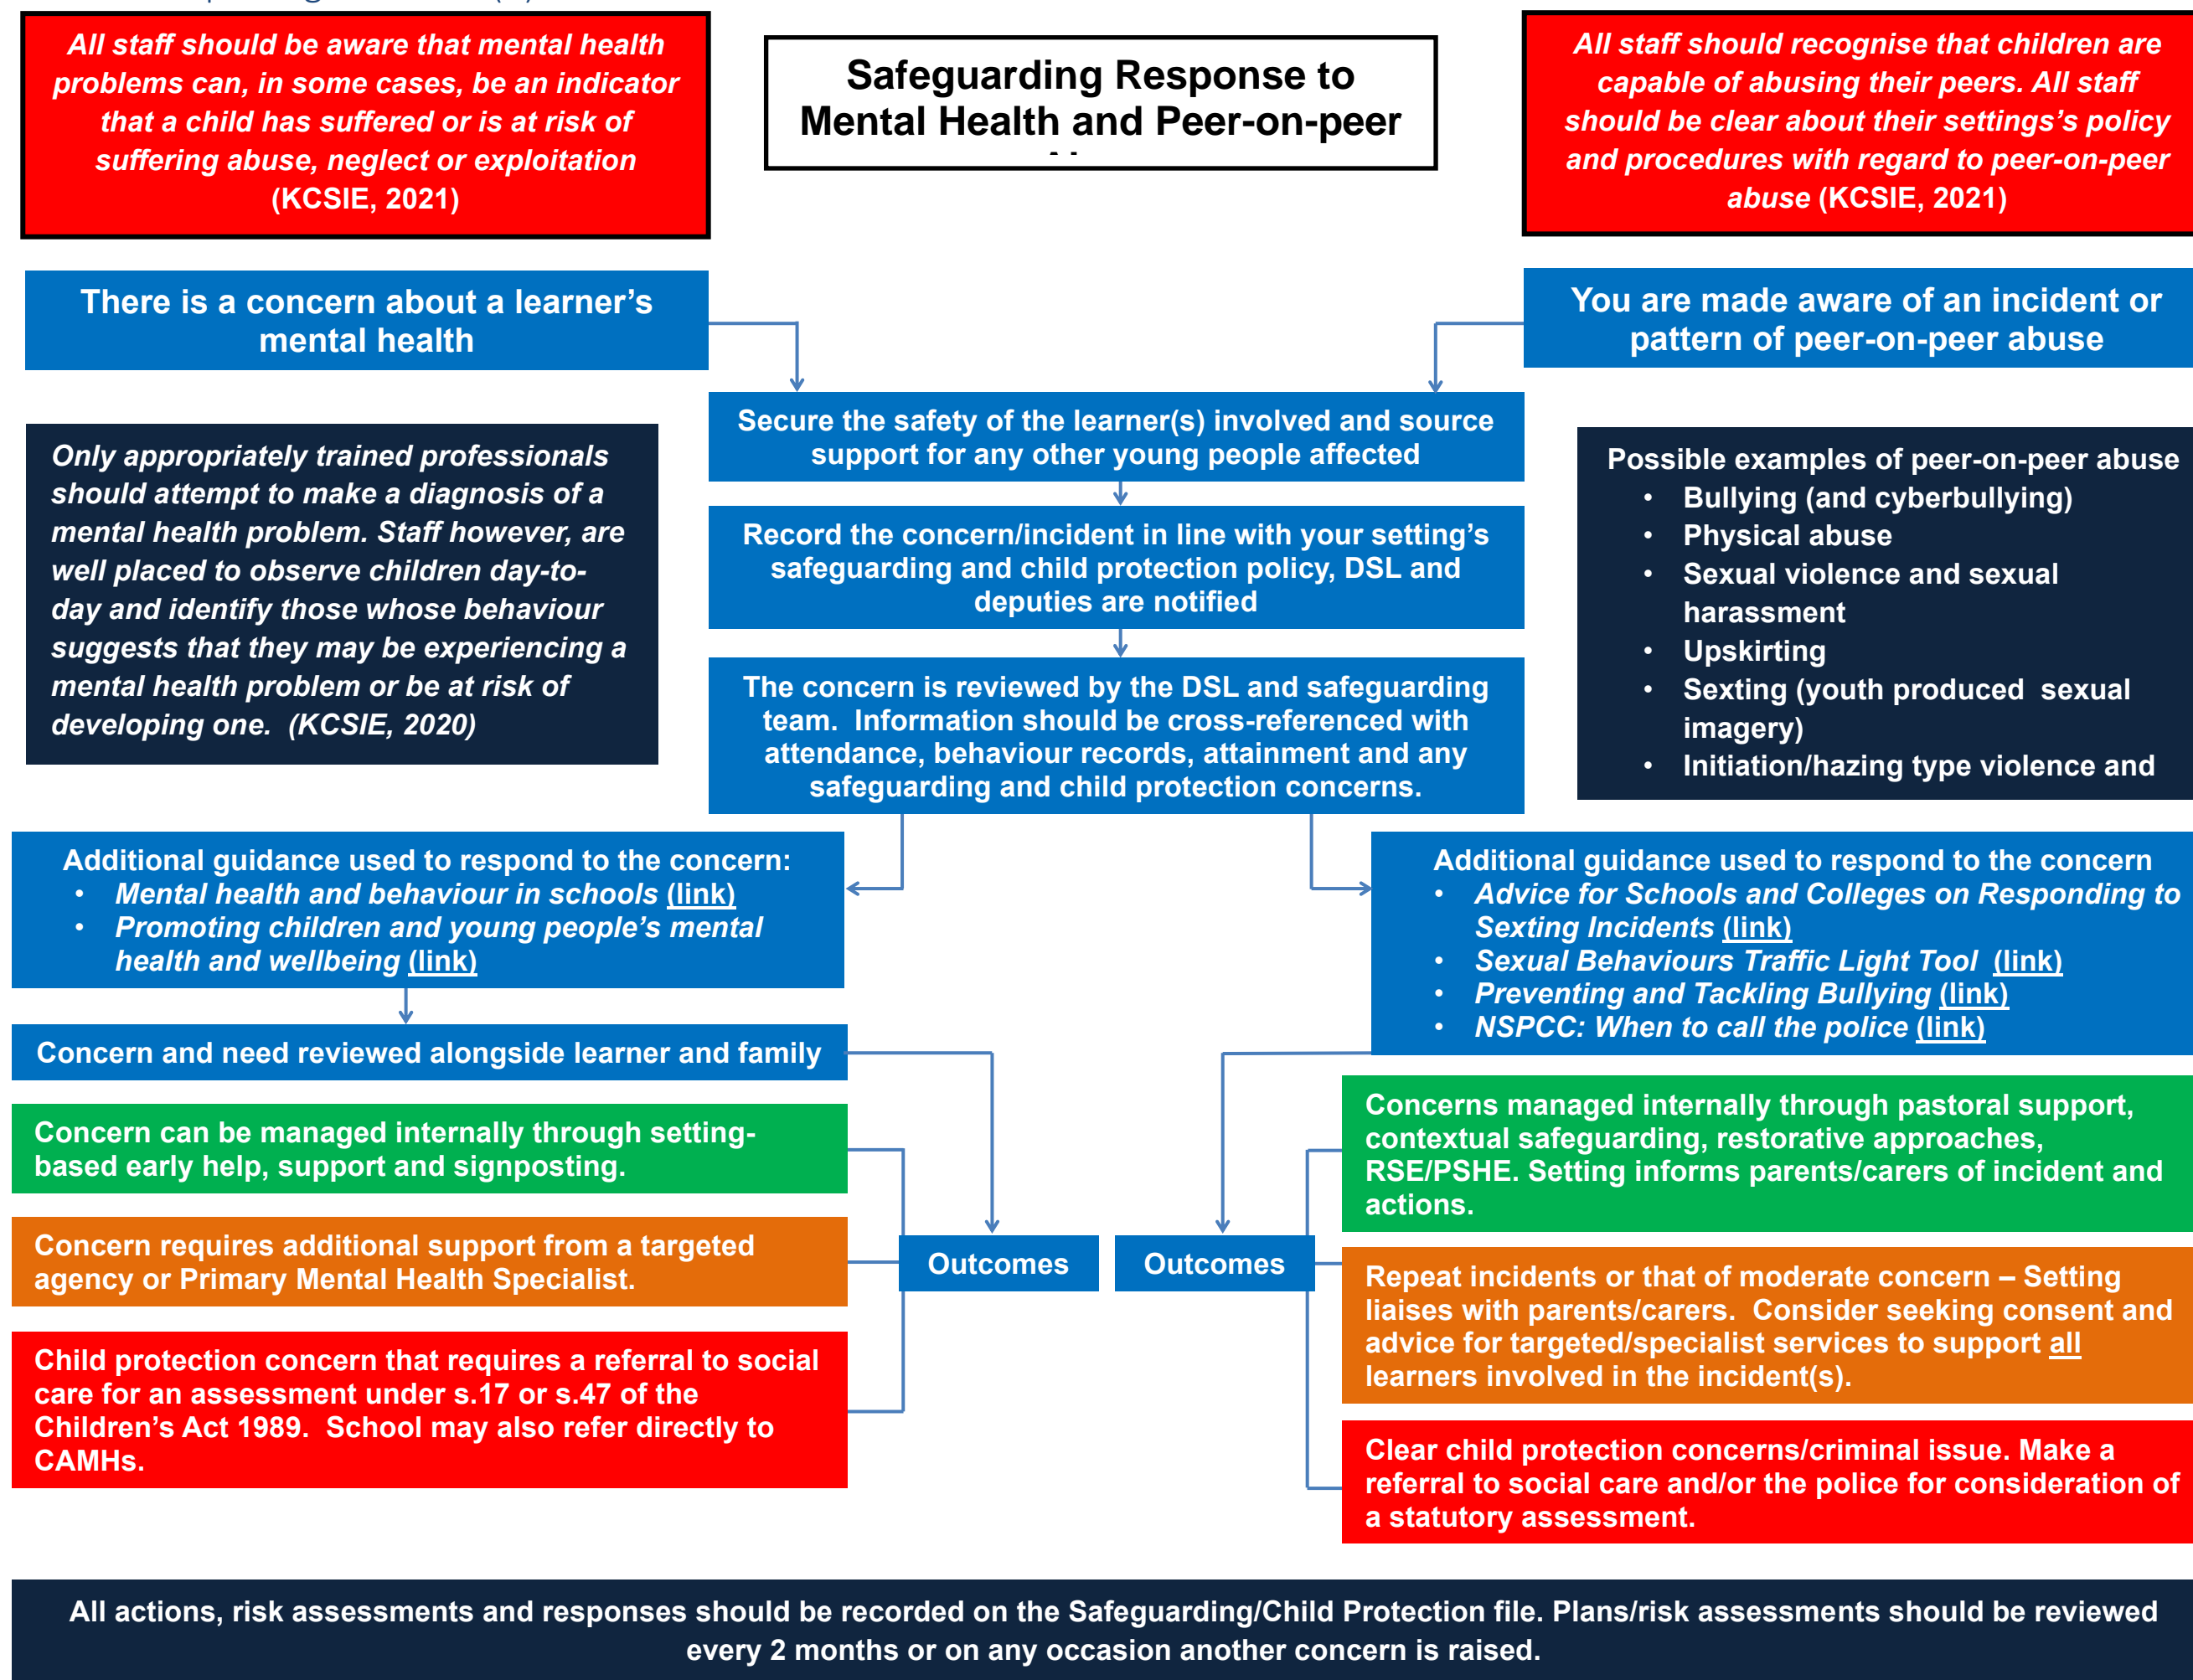 All staff should be aware that mental health
problems can, in some cases, be an indicator
that a child has suffered or is at risk of
suffering abuse, neglect or exploitation
(KCSIE, 2021)
Safeguarding Response to
Mental Health and Peer-on-peer
All staff should recognise that children are
capable of abusing their peers. All staff
should be clear about their settings's policy
and procedures with regard to peer-on-peer
abuse (KCSIE, 2021)
There is a concern about a learner’s
mental health
You are made aware of an incident or
pattern of peer-on-peer abuse
Secure the safety of the learner(s) involved and source
support for any other young people affected
Only appropriately trained professionals
should attempt to make a diagnosis of a
mental health problem. Staff however, are
well placed to observe children day-to-
day and identify those whose behaviour
suggests that they may be experiencing a
mental health problem or be at risk of
developing one.  (KCSIE, 2020)
Record the concern/incident in line with your setting’s
safeguarding and child protection policy, DSL and
deputies are notified
The concern is reviewed by the DSL and safeguarding
team.  Information should be cross-referenced with
attendance, behaviour records, attainment and any
safeguarding and child protection concerns.
Possible examples of peer-on-peer abuse
• Bullying (and cyberbullying)
• Physical abuse
• Sexual violence and sexual
harassment
• Upskirting
• Sexting (youth produced  sexual
imagery)
• Initiation/hazing type violence and
Additional guidance used to respond to the concern:
• Mental health and behaviour in schools (link)
• Promoting children and young people’s mental
health and wellbeing (link)
Additional guidance used to respond to the concern
• Advice for Schools and Colleges on Responding to
Sexting Incidents (link)
• Sexual Behaviours Traffic Light Tool  (link)
• Preventing and Tackling Bullying (link)
• NSPCC: When to call the police (link)
Concern and need reviewed alongside learner and family
Concern can be managed internally through setting-
based early help, support and signposting.
Concern requires additional support from a targeted
agency or Primary Mental Health Specialist.
Child protection concern that requires a referral to social
care for an assessment under s.17 or s.47 of the
Children’s Act 1989.  School may also refer directly to
CAMHs.
Outcomes
Outcomes
Concerns managed internally through pastoral support,
contextual safeguarding, restorative approaches,
RSE/PSHE. Setting informs parents/carers of incident and
actions.
Repeat incidents or that of moderate concern – Setting
liaises with parents/carers.  Consider seeking consent and
advice for targeted/specialist services to support all
learners involved in the incident(s).
Clear child protection concerns/criminal issue. Make a
referral to social care and/or the police for consideration of
a statutory assessment.
All actions, risk assessments and responses should be recorded on the Safeguarding/Child Protection file. Plans/risk assessments should be reviewed
every 2 months or on any occasion another concern is raised.